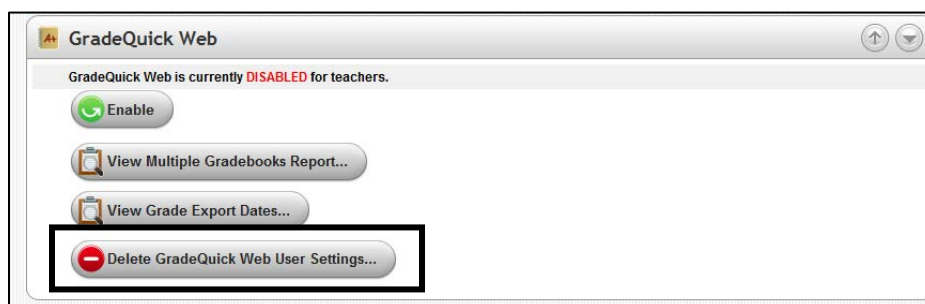 A+ GradeQuick Web
GradeQuick Web is currently DISABLED for teachers.
Enable
View Multiple Gradebooks Report...
View Grade Export Dates...
Delete GradeQuick Web User Settings...